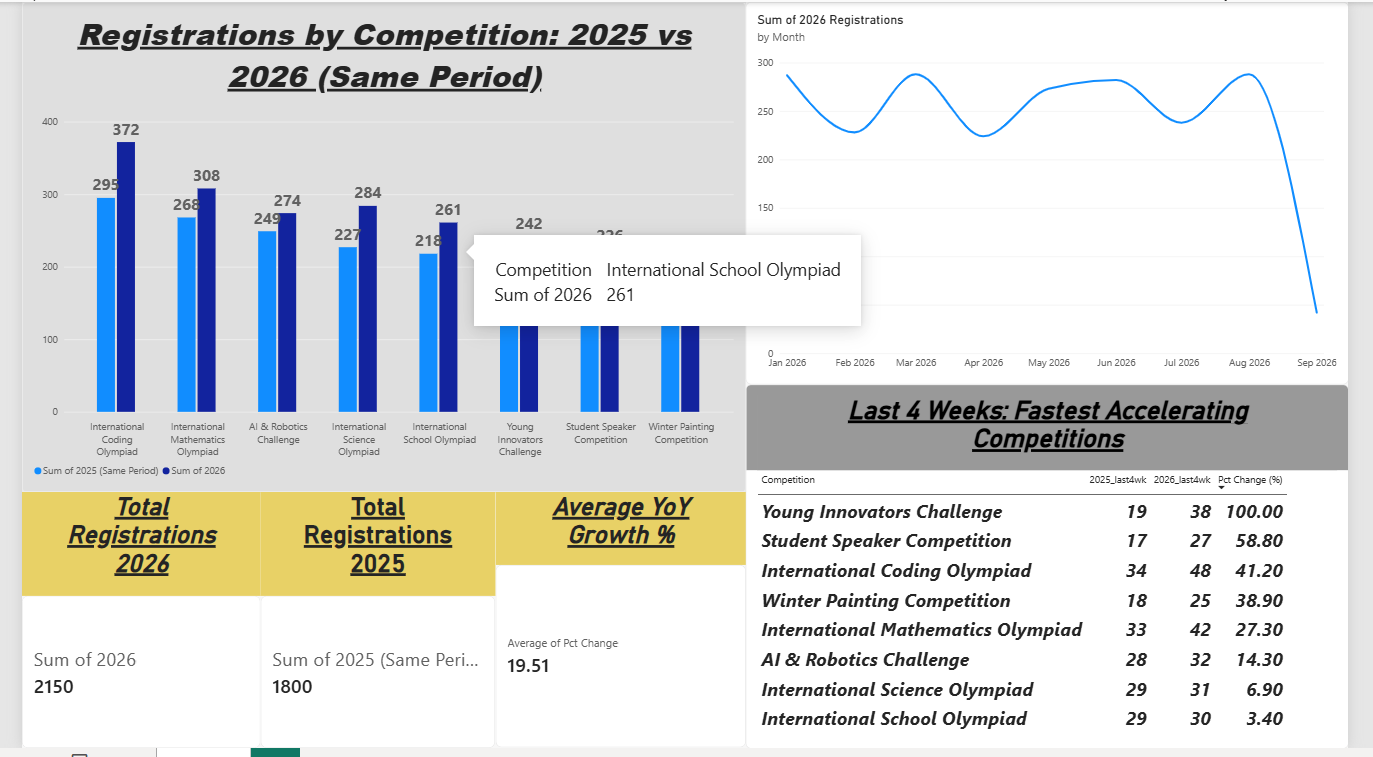 Registrations by Competition: 2025 vs
2026 (Same Period)
400
300
200
100
0
295
372
268
308
249
274
227
284
218
261
242
International
Coding
Olympiad
International
Mathematics
Olympiad
AI & Robotics
Challenge
International
Science
Olympiad
International
School Olympiad
Young
Innovators
Challenge
Student Speaker
Competition
Winter Painting
Competition
Sum of 2025 (Same Period) Sum of 2026
Competition International School Olympiad
Sum of 2026 261
Sum of 2026 Registrations
by Month
300
250
200
150
0
Jan 2026 Feb 2026 Mar 2026 Apr 2026 May 2026 Jun 2026 Jul 2026 Aug 2026 Sep 2026
Total
Registrations
2026
Sum of 2026
2150
Total
Registrations
2025
Sum of 2025 (Same Peri...
1800
Average YoY
Growth %
Average of Pct Change
19.51
Last 4 Weeks: Fastest Accelerating
Competitions
Competition 2025_last4wk 2026_last4wk Pct Change (%)
Young Innovators Challenge 19 38 100.00
Student Speaker Competition 17 27 58.80
International Coding Olympiad 34 48 41.20
Winter Painting Competition 18 25 38.90
International Mathematics Olympiad 33 42 27.30
AI & Robotics Challenge 28 32 14.30
International Science Olympiad 29 31 6.90
International School Olympiad 29 30 3.40